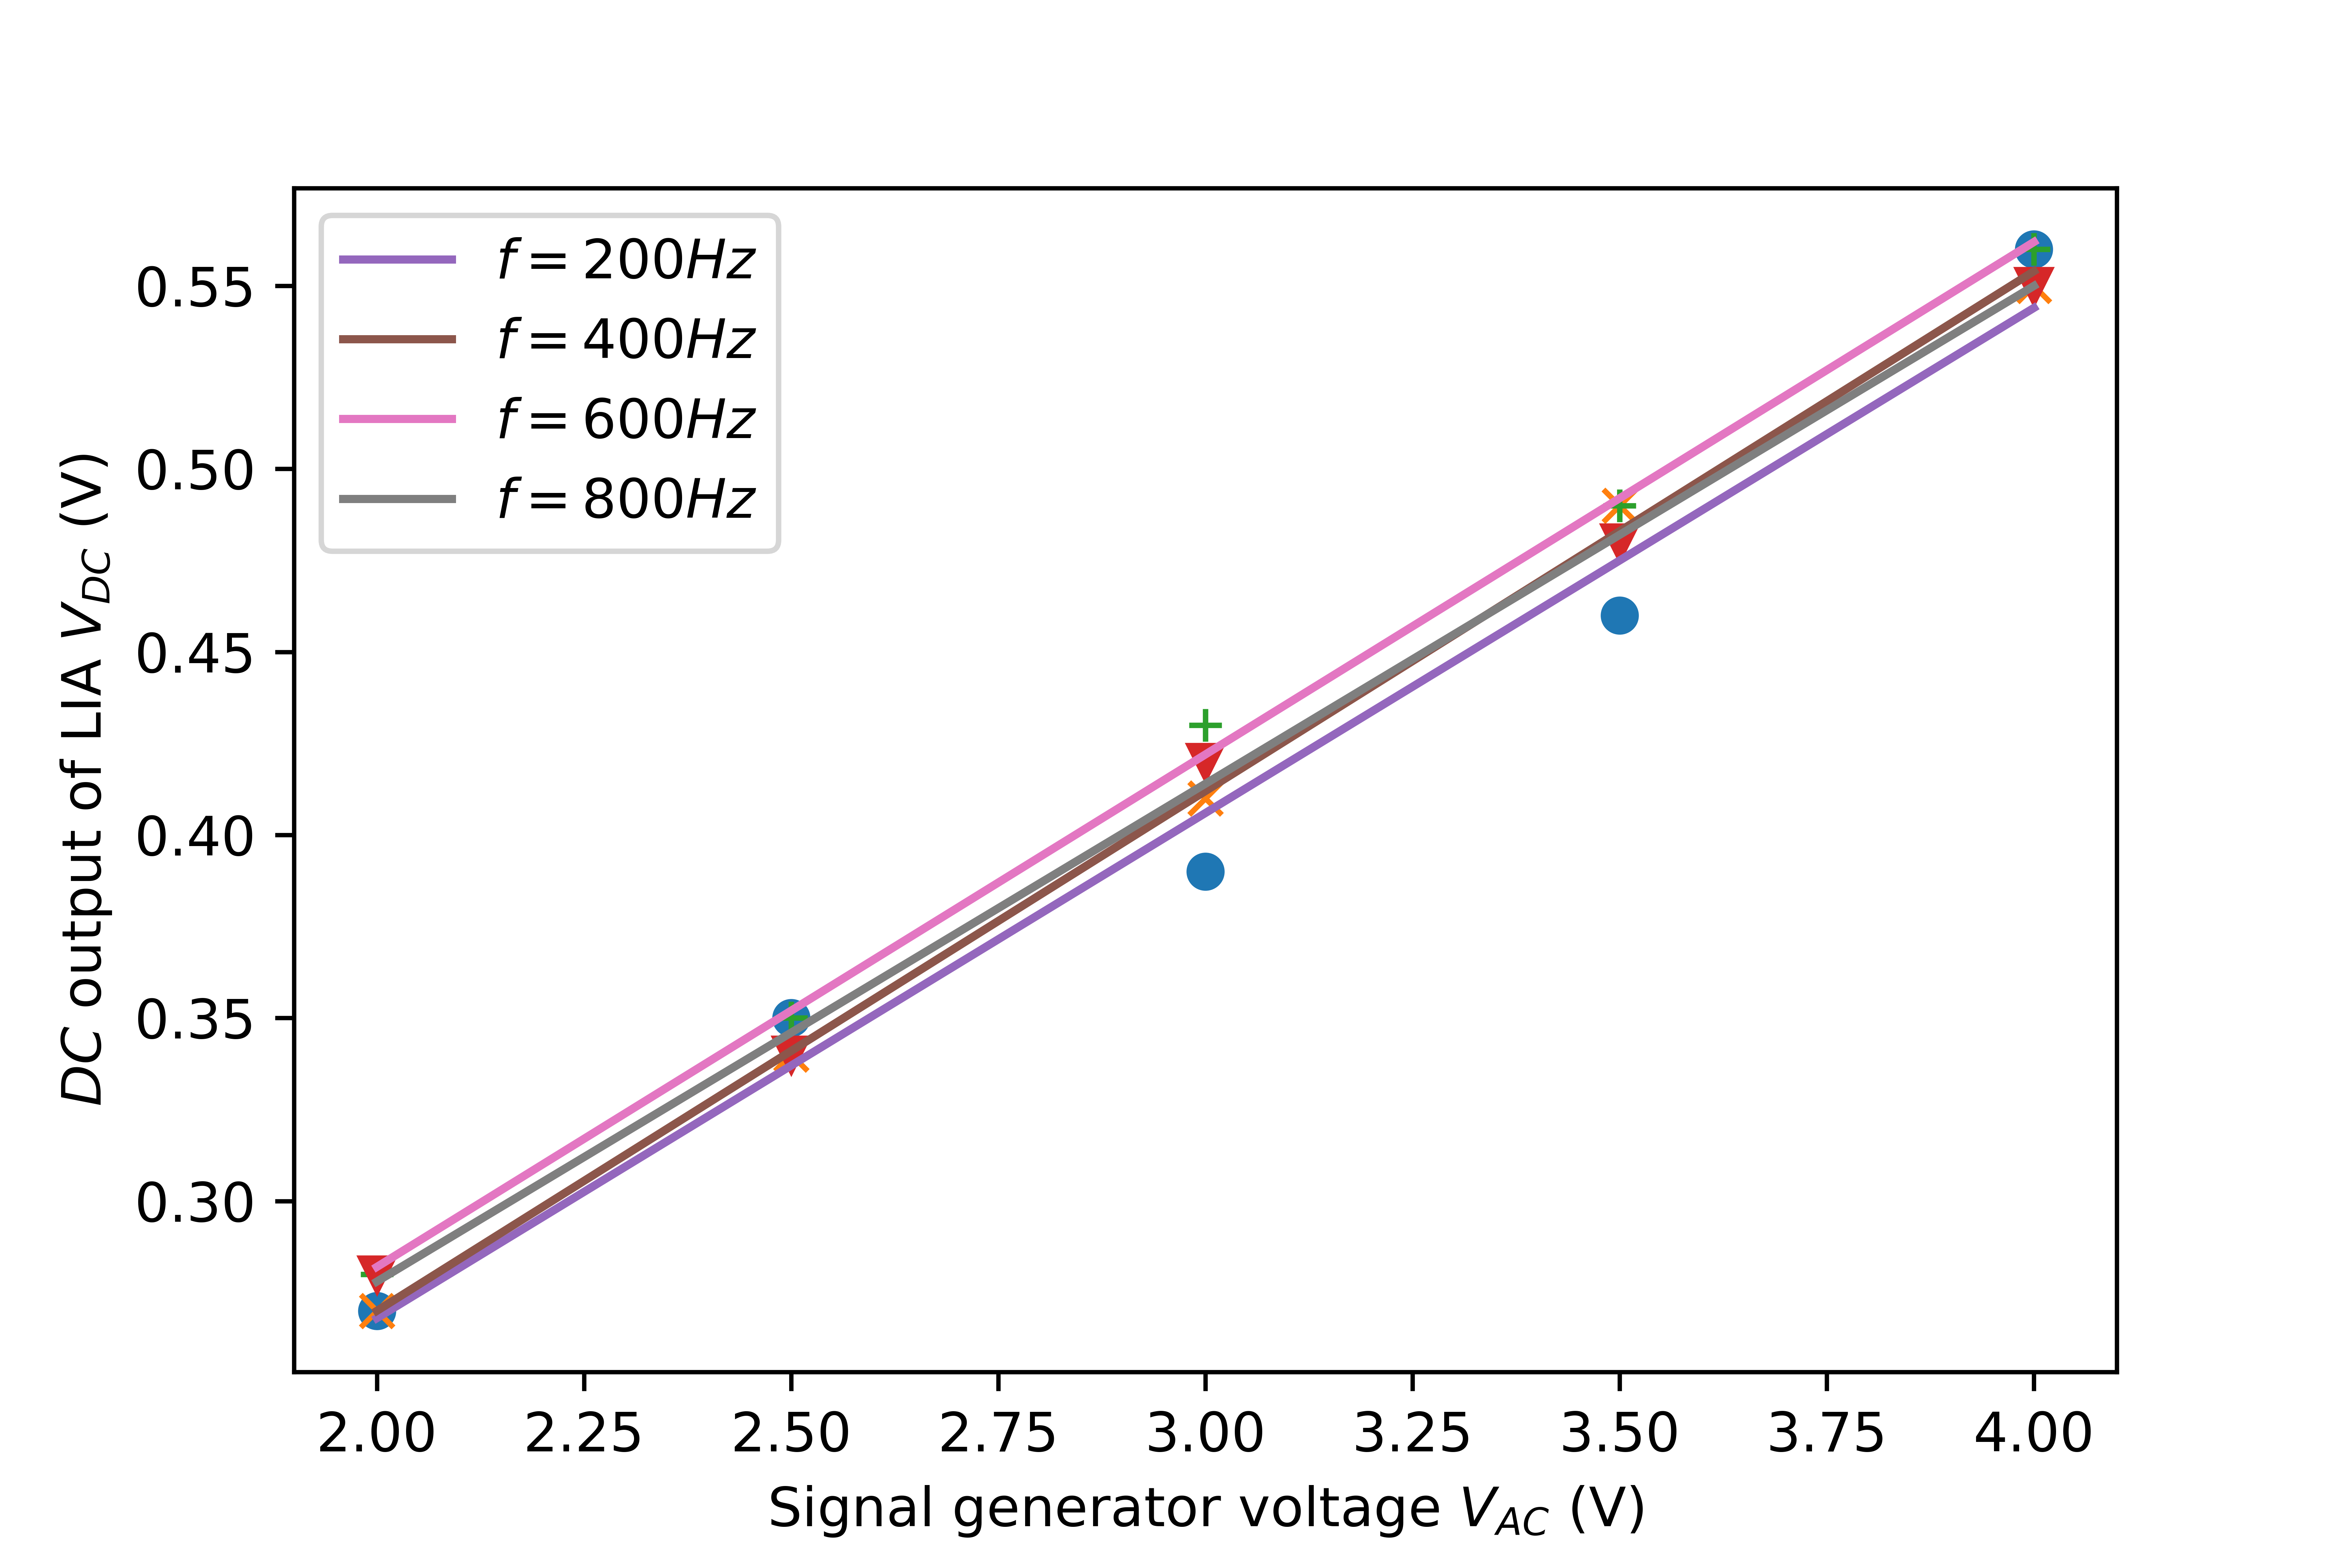 f = 200Hz
f = 400Hz
f = 600Hz
f = 800Hz
DC output of LIA V_DC (V)
0.55
0.50
0.45
0.40
0.35
0.30
2.00 2.25 2.50 2.75 3.00 3.25 3.50 3.75 4.00
Signal generator voltage V_AC (V)